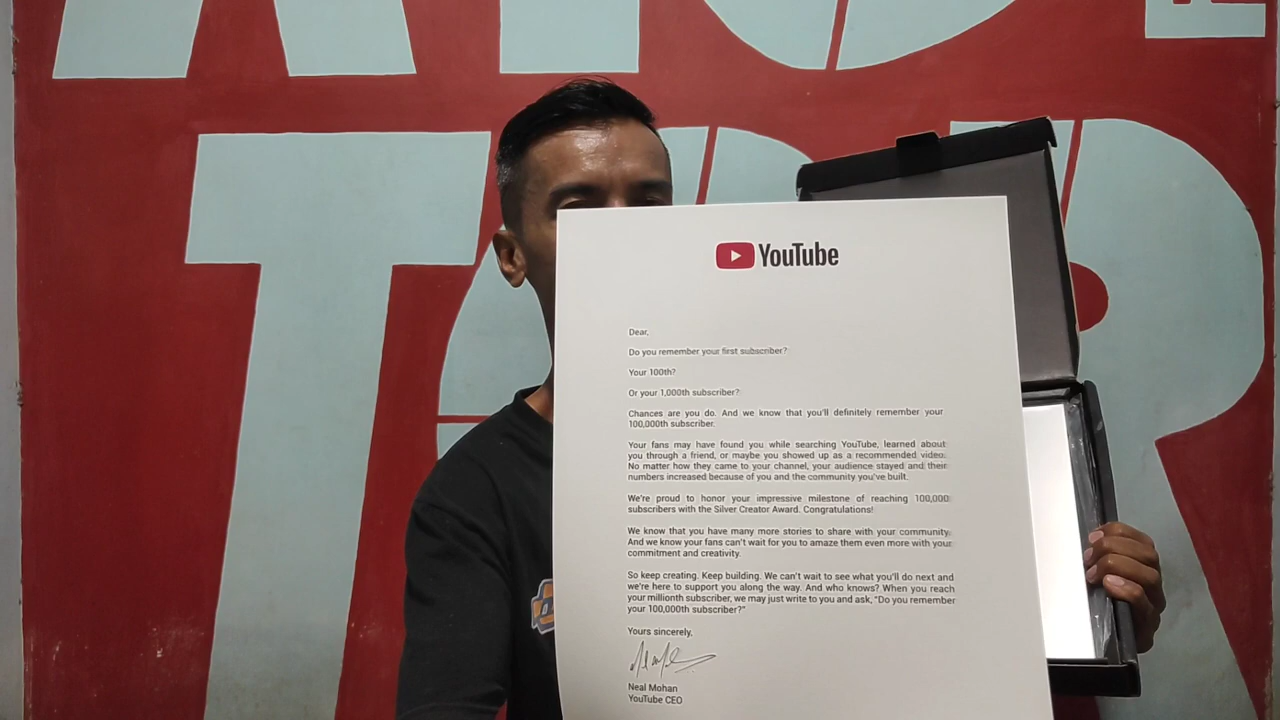 YouTube
Dear,
Do you remember your first subscriber?
Your 100th?
Or your 1,000th subscriber?
Chances are you do. And we know that you'll definitely remember your
100,000th subscriber.
Your fans may have found you while searching YouTube, learned about
you through a friend, or maybe you showed up as a recommended video.
No matter how they came to your channel, your audience stayed and their
numbers increased because of you and the community you've built.
We're proud to honor your impressive milestone of reaching 100,000
subscribers with the Silver Creator Award. Congratulations!
We know that you have many more stories to share with your community.
And we know your fans can't wait for you to amaze them even more with your
commitment and creativity.
So keep creating. Keep building. We can't wait to see what you'll do next and
we're here to support you along the way. And who knows? When you reach
your millionth subscriber, we may just write to you and ask, "Do you remember
your 100,000th subscriber?"
Yours sincerely,
Neal Mohan
YouTube CEO